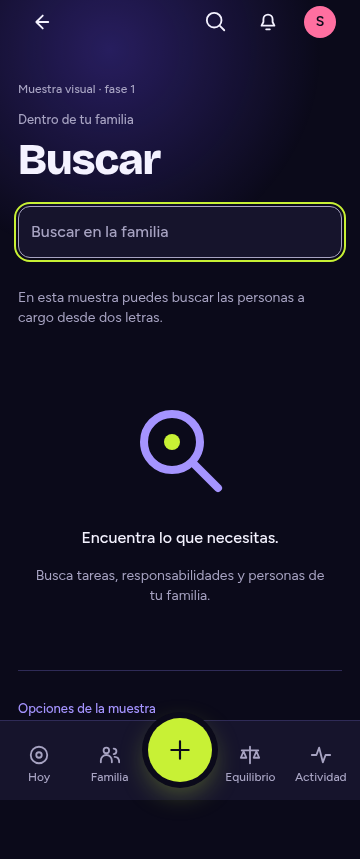 S
Muestra visual · fase 1
Dentro de tu familia
Buscar
Buscar en la familia
En esta muestra puedes buscar las personas a
cargo desde dos letras.
Encuentra lo que necesitas.
Busca tareas, responsabilidades y personas de
tu familia.
Opciones de la muestra
Hoy
Familia
Equilibrio
Actividad